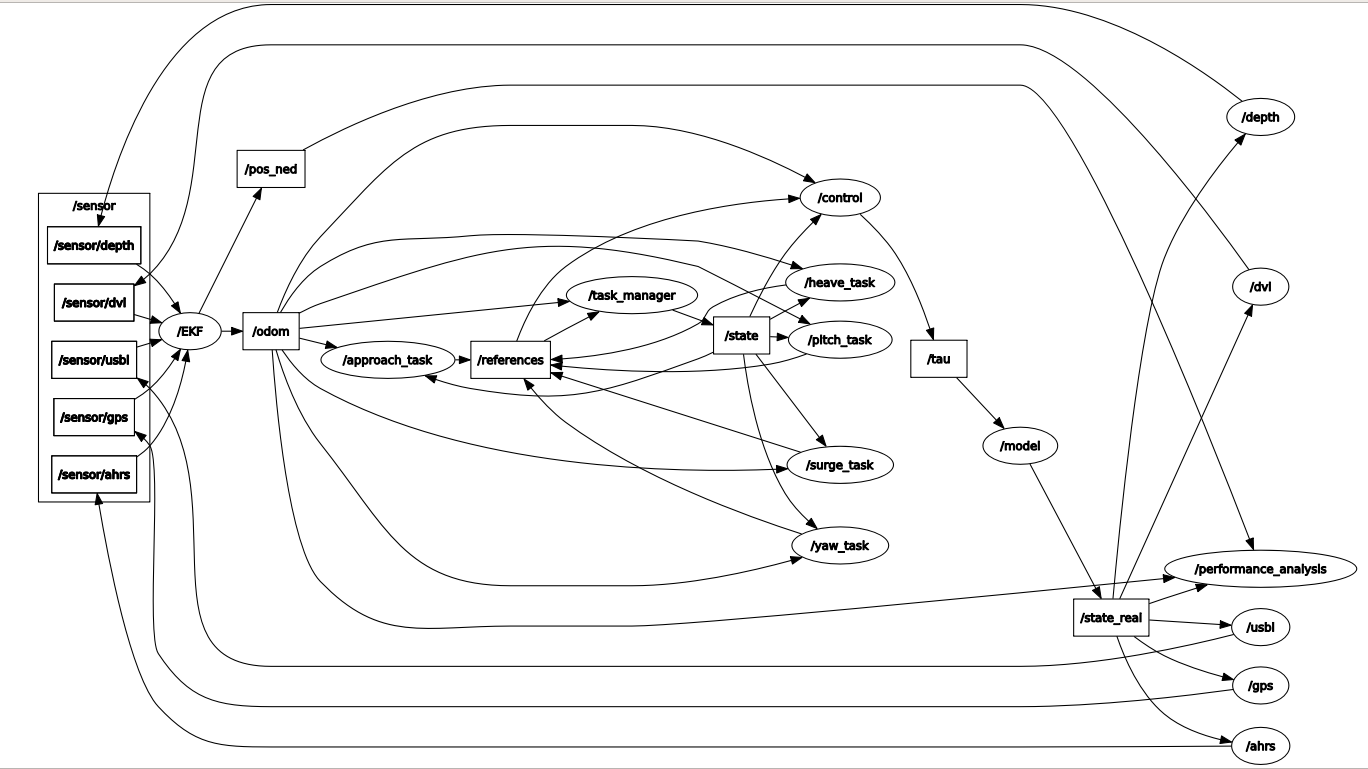 /depth
/pos_ned
/sensor
/control
/sensor/depth
/heave_task
/dvl
/task_manager
/sensor/dvl
/EKF
/odom
/state
/pitch_task
/sensor/usbl
/approach_task
/references
/tau
/sensor/gps
/model
/surge_task
/sensor/ahrs
/yaw_task
/performance_analysis
/state_real
/usbl
/gps
/ahrs